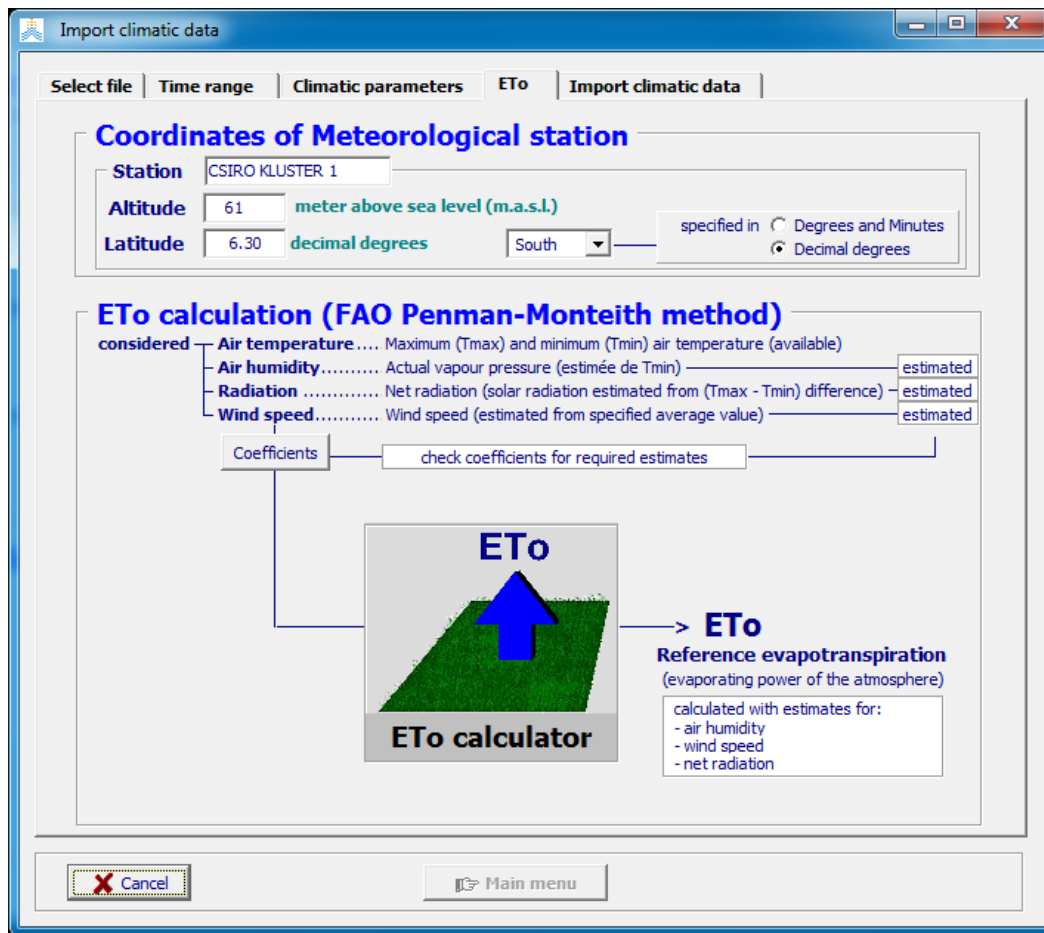 Import climatic data
Select file Time range Climatic parameters ETo Import climatic data
Coordinates of Meteorological station
Station CSIRO KLUSTER 1
Altitude 61 meter above sea level (m.a.s.l.)
Latitude 6.30 decimal degrees South
specified in Degrees and Minutes
Decimal degrees
ETo calculation (FAO Penman-Monteith method)
considered Air temperature .... Maximum (Tmax) and minimum (Tmin) air temperature (available)
Air humidity.......... Actual vapour pressure (estimée de Tmin) estimated
Radiation ............. Net radiation (solar radiation estimated from (Tmax - Tmin) difference) estimated
Wind speed........... Wind speed (estimated from specified average value) estimated
Coefficients check coefficients for required estimates
ETo
ETo calculator
> ETo
Reference evapotranspiration
(evaporating power of the atmosphere)
calculated with estimates for:
- air humidity
- wind speed
- net radiation
Cancel Main menu